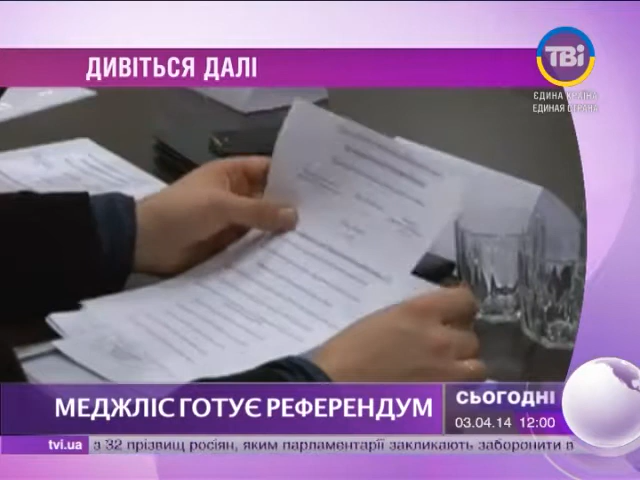 ДИВІТЬСЯ ДАЛІ
ТВі
ЄДИНА КРАЇНА
ЕДИНАЯ СТРАНА
МЕДЖЛІС ГОТУЄ РЕФЕРЕНДУМ
СЬОГОДНІ
03.04.14 12:00
tvi.ua
з 32 прізвищ росіян, яким парламентарії закликають заборонити в